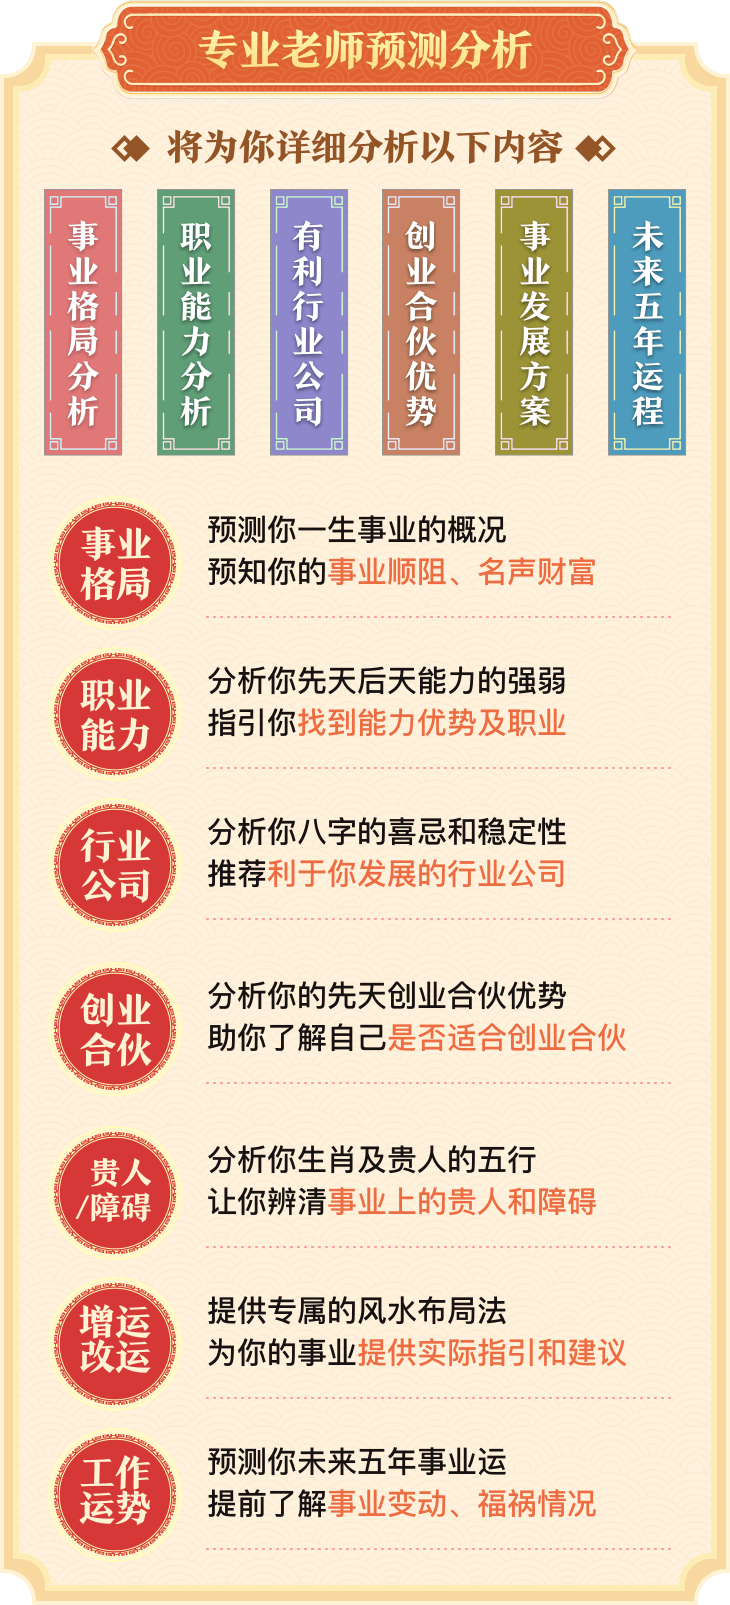 专业老师预测分析
将为你详细分析以下内容
事业格局分析
职业能力分析
有利行业公司
创业合伙优势
事业发展方案
未来五年运程
事业
格局
预测你一生事业的概况
预知你的事业顺阻、名声财富
职业
能力
分析你先天后天能力的强弱
指引你找到能力优势及职业
行业
公司
分析你八字的喜忌和稳定性
推荐利于你发展的行业公司
创业
合伙
分析你的先天创业合伙优势
助你了解自己是否适合创业合伙
贵人
/障碍
分析你生肖及贵人的五行
让你辨清事业上的贵人和障碍
增运
改运
提供专属的风水布局法
为你的事业提供实际指引和建议
工作
运势
预测你未来五年事业运
提前了解事业变动、福祸情况